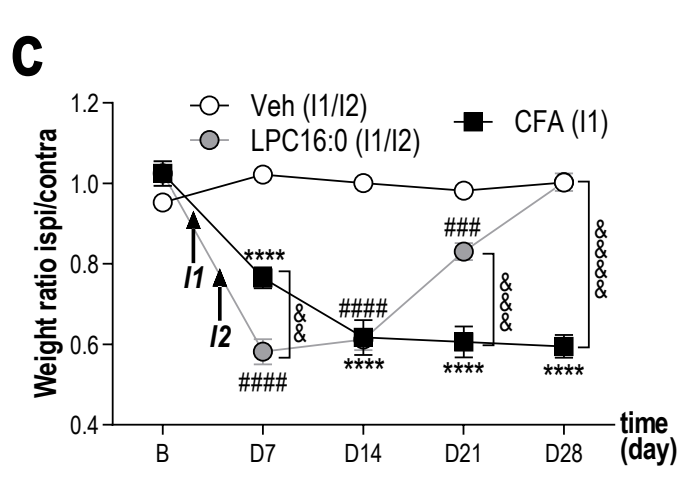 C
Veh (I1/I2)
LPC16:0 (I1/I2)
CFA (I1)
Weight ratio ispi/contra
1.2
1.0
0.8
0.6
0.4
I1
I2
****
####
&&
####
****
###
&&&
****
&&&&
****
B
D7
D14
D21
D28
time
(day)